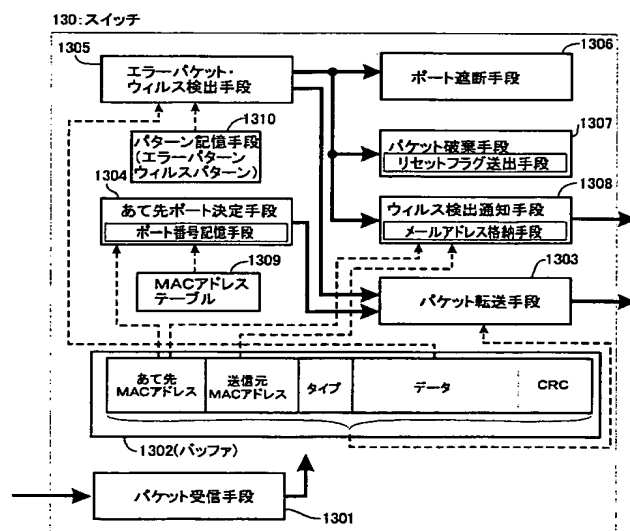 130:スイッチ
1305
エラーパケット・
ウィルス検出手段
1306
ポート遮断手段
1310
パターン記憶手段
(エラーパターン
ウィルスパターン)
1307
パケット破棄手段
リセットフラグ送出手段
1304
あて先ポート決定手段
ポート番号記憶手段
1308
ウィルス検出通知手段
メールアドレス格納手段
1309
MACアドレス
テーブル
1303
パケット転送手段
あて先
MACアドレス
送信元
MACアドレス
タイプ
データ
CRC
1302(バッファ)
パケット受信手段
1301